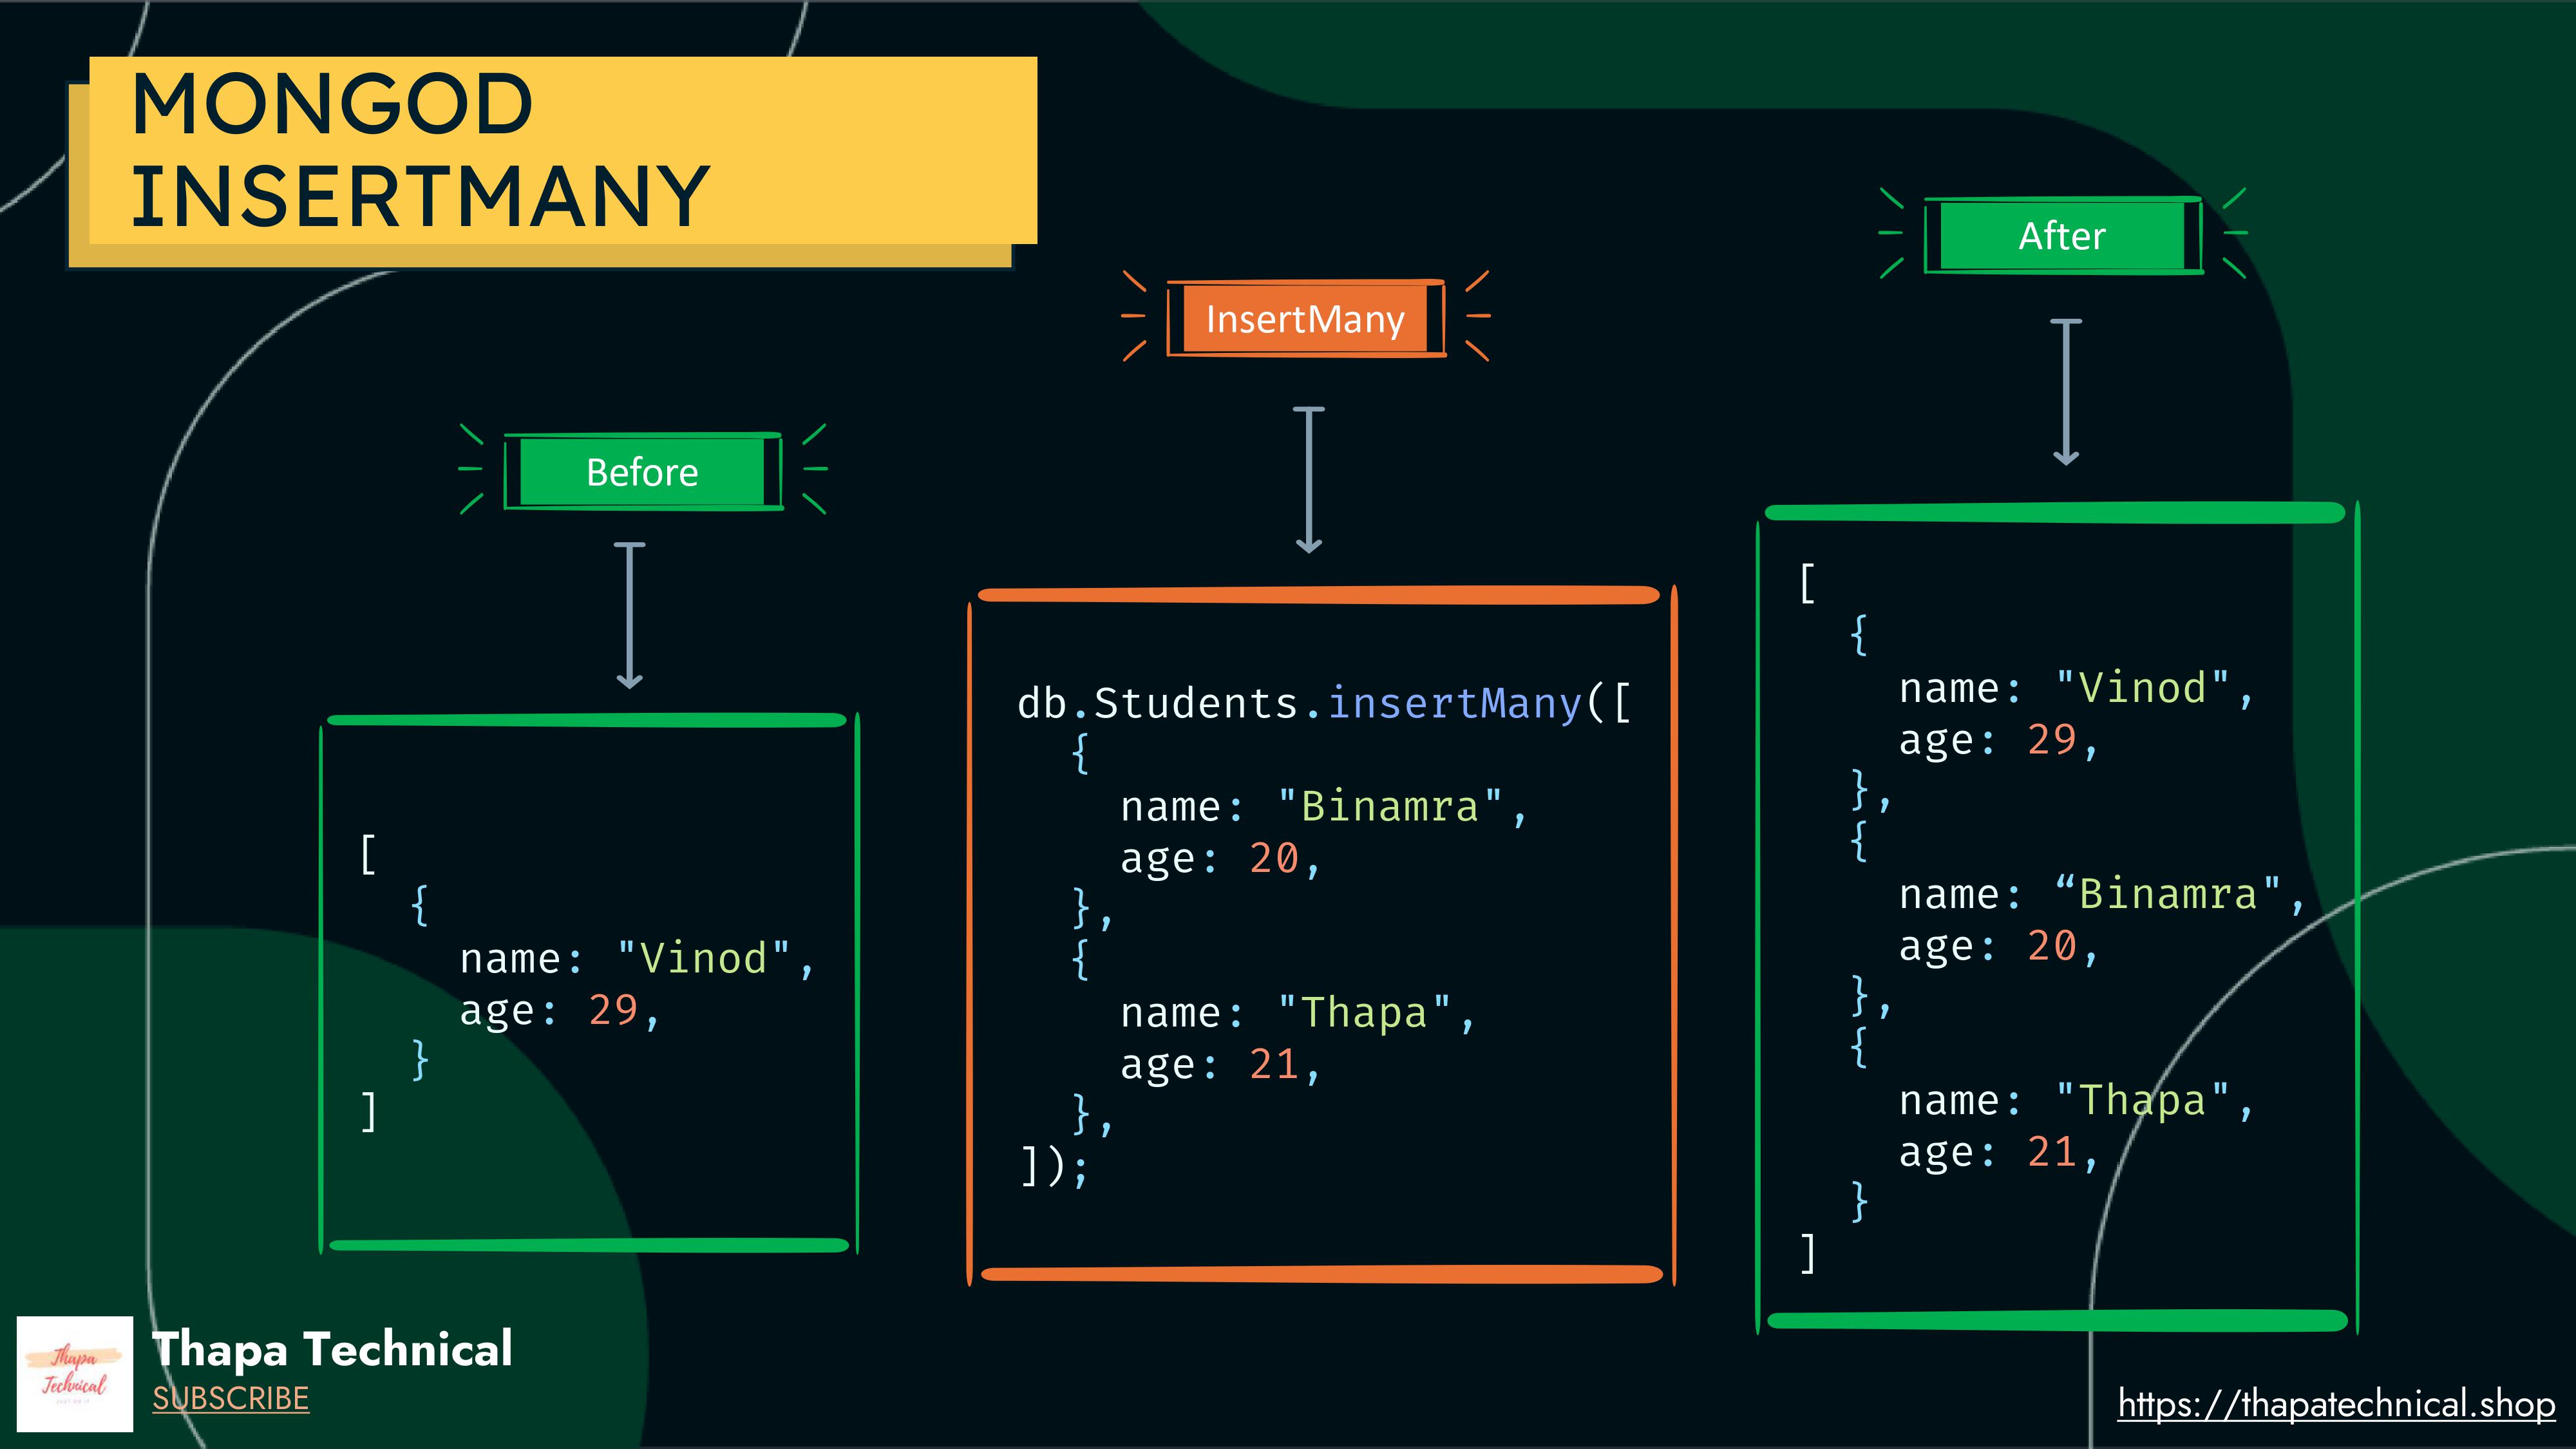 MONGOD
INSERTMANY
Before
[
  {
    name: "Vinod",
    age: 29,
  }
]
InsertMany
db.Students.insertMany([
  {
    name: "Binamra",
    age: 20,
  },
  {
    name: "Thapa",
    age: 21,
  },
]);
After
[
  {
    name: "Vinod",
    age: 29,
  },
  {
    name: “Binamra",
    age: 20,
  },
  {
    name: "Thapa",
    age: 21,
  }
]
Thapa
Technical
Thapa Technical
SUBSCRIBE
https://thapatechnical.shop